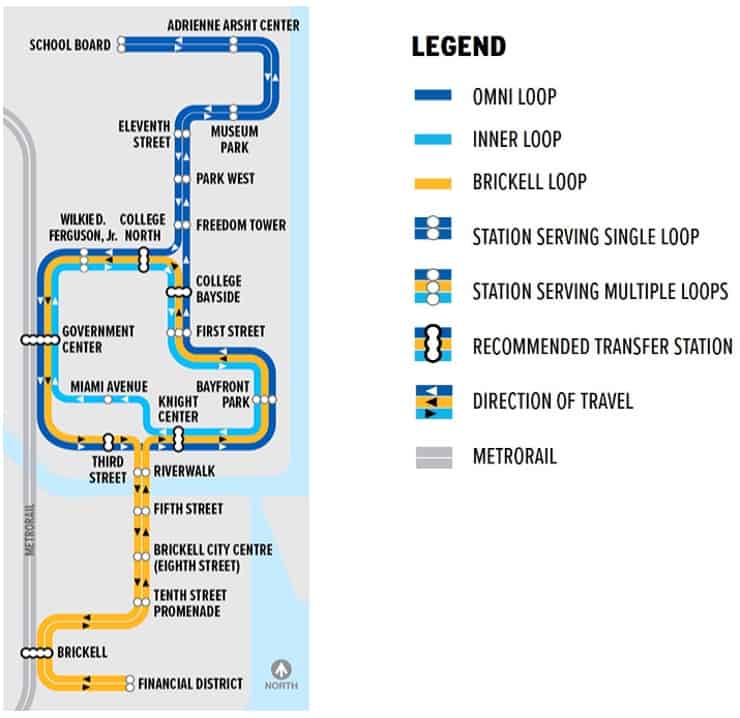 ADRIENNE ARSHT CENTER
SCHOOL BOARD
ELEVENTH
STREET
MUSEUM
PARK
PARK WEST
WILKIE D.
FERGUSON, Jr.
COLLEGE
NORTH
FREEDOM TOWER
COLLEGE
BAYSIDE
GOVERNMENT
CENTER
FIRST STREET
MIAMI AVENUE
BAYFRONT
PARK
KNIGHT
CENTER
THIRD
STREET
RIVERWALK
FIFTH STREET
METRORAIL
BRICKELL CITY CENTRE
(EIGHTH STREET)
TENTH STREET
PROMENADE
BRICKELL
FINANCIAL DISTRICT
NORTH
LEGEND
OMNI LOOP
INNER LOOP
BRICKELL LOOP
STATION SERVING SINGLE LOOP
STATION SERVING MULTIPLE LOOPS
RECOMMENDED TRANSFER STATION
DIRECTION OF TRAVEL
METRORAIL